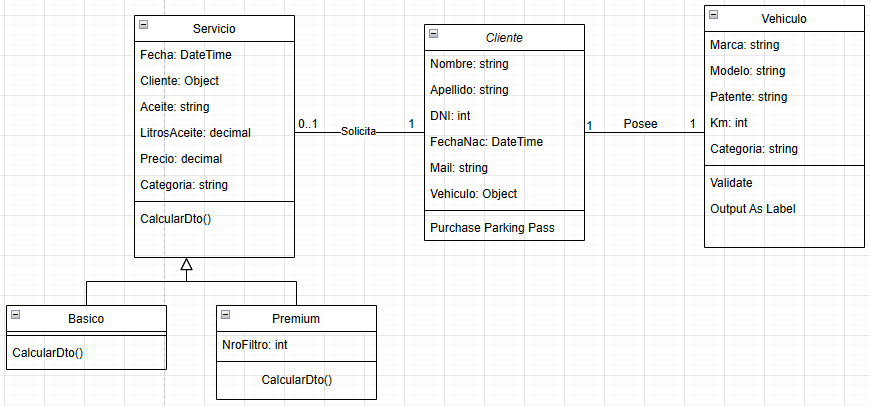 Servicio
Fecha: DateTime
Cliente: Object
Aceite: string
LitrosAceite: decimal
Precio: decimal
Categoria: string
CalcularDto()
0..1
Solicita
1
Cliente
Nombre: string
Apellido: string
DNI: int
FechaNac: DateTime
Mail: string
Vehiculo: Object
Purchase Parking Pass
1
Posee
1
Vehiculo
Marca: string
Modelo: string
Patente: string
Km: int
Categoria: string
Validate
Output As Label
Basico
CalcularDto()
Premium
NroFiltro: int
CalcularDto()